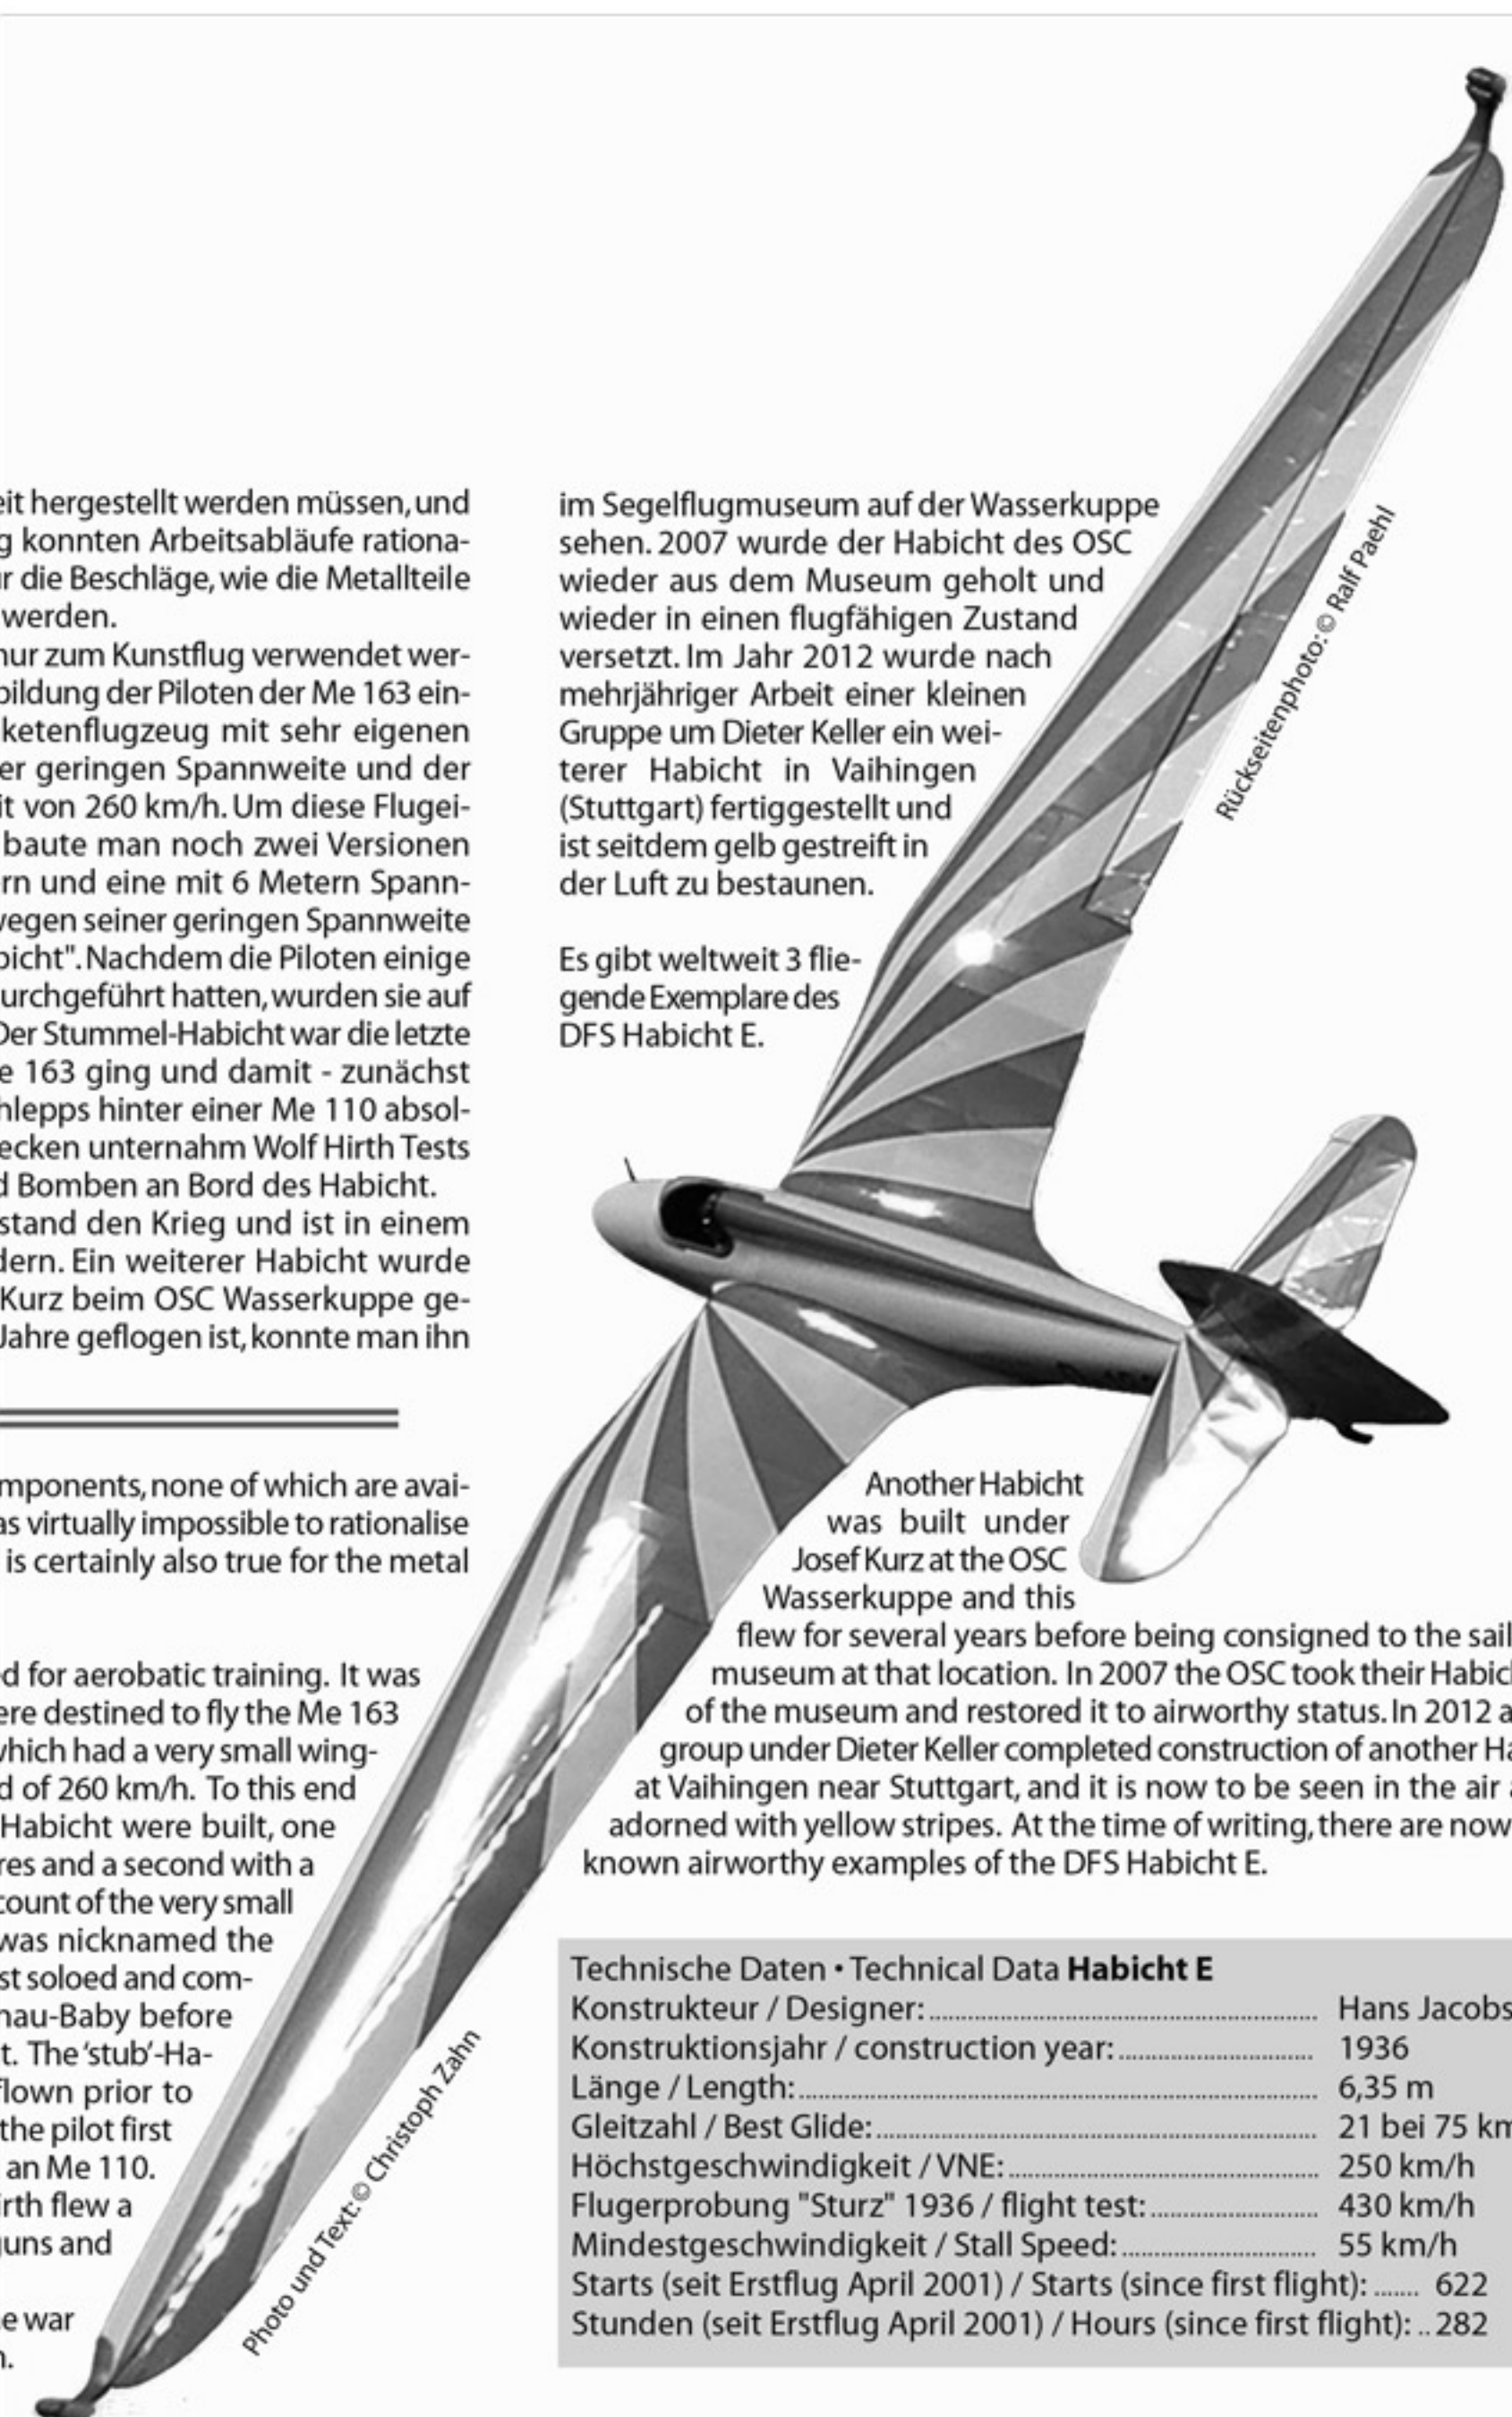 eit hergestellt werden müssen, und
g konnten Arbeitsabläufe rationa-
r die Beschläge, wie die Metallteile
werden.
nur zum Kunstflug verwendet wer-
bildung der Piloten der Me 163 ein-
ketenflugzeug mit sehr eigenen
er geringen Spannweite und der
it von 260 km/h. Um diese Flugei-
baute man noch zwei Versionen
rn und eine mit 6 Metern Spann-
wegen seiner geringen Spannweite
bicht". Nachdem die Piloten einige
urchgeführt hatten, wurden sie auf
Der Stummel-Habicht war die letzte
e 163 ging und damit - zunächst
hlepps hinter einer Me 110 absol-
ecken unternahm Wolf Hirth Tests
d Bomben an Bord des Habicht.
stand den Krieg und ist in einem
dern. Ein weiterer Habicht wurde
Kurz beim OSC Wasserkuppe ge-
Jahre geflogen ist, konnte man ihn
im Segelflugmuseum auf der Wasserkuppe
sehen. 2007 wurde der Habicht des OSC
wieder aus dem Museum geholt und
wieder in einen flugfähigen Zustand
versetzt. Im Jahr 2012 wurde nach
mehrjähriger Arbeit einer kleinen
Gruppe um Dieter Keller ein wei-
terer Habicht in Vaihingen
(Stuttgart) fertiggestellt und
ist seitdem gelb gestreift in
der Luft zu bestaunen.
Es gibt weltweit 3 flie-
gende Exemplare des
DFS Habicht E.
Rückseitenphoto: © Ralf Paehl
mponents, none of which are avai-
as virtually impossible to rationalise
is certainly also true for the metal
ed for aerobatic training. It was
ere destined to fly the Me 163
which had a very small wing-
d of 260 km/h. To this end
Habicht were built, one
res and a second with a
count of the very small
was nicknamed the
st soloed and com-
nau-Baby before
t. The 'stub'-Ha-
flown prior to
the pilot first
an Me 110.
irth flew a
guns and
e war
n.
Photo und Text: © Christoph Zahn
Another Habicht
was built under
Josef Kurz at the OSC
Wasserkuppe and this
flew for several years before being consigned to the sail
museum at that location. In 2007 the OSC took their Habich
of the museum and restored it to airworthy status. In 2012 a
group under Dieter Keller completed construction of another Ha
at Vaihingen near Stuttgart, and it is now to be seen in the air a
adorned with yellow stripes. At the time of writing, there are now
known airworthy examples of the DFS Habicht E.
Technische Daten • Technical Data Habicht E
Konstrukteur / Designer: ........ Hans Jacobs
Konstruktionsjahr / construction year: ........ 1936
Länge / Length: ........ 6,35 m
Gleitzahl / Best Glide: ........ 21 bei 75 km
Höchstgeschwindigkeit / VNE: ........ 250 km/h
Flugerprobung "Sturz" 1936 / flight test: ........ 430 km/h
Mindestgeschwindigkeit / Stall Speed: ........ 55 km/h
Starts (seit Erstflug April 2001) / Starts (since first flight): ....... 622
Stunden (seit Erstflug April 2001) / Hours (since first flight): .. 282